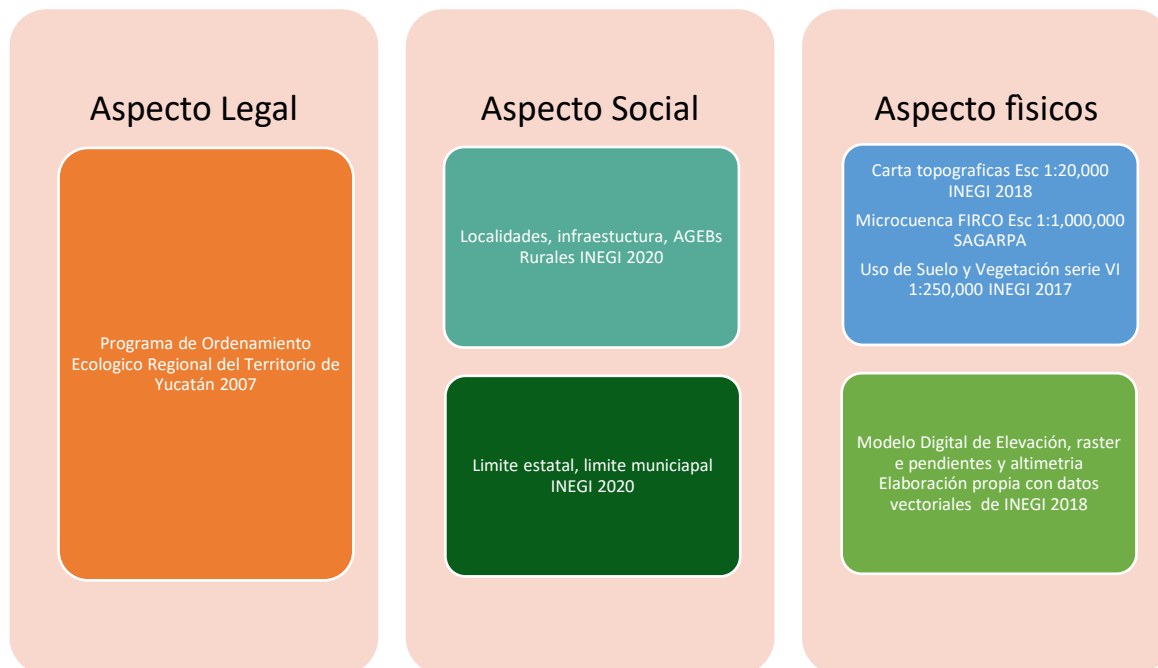 Aspecto Legal
Programa de Ordenamiento
Ecologico Regional del Territorio de
Yucatán 2007
Aspecto Social
Localidades, infraestuctura, AGEBs
Rurales INEGI 2020
Limite estatal, limite municiapal
INEGI 2020
Aspecto fìsicos
Carta topograficas Esc 1:20,000
INEGI 2018
Microcuenca FIRCO Esc 1:1,000,000
SAGARPA
Uso de Suelo y Vegetación serie VI
1:250,000 INEGI 2017
Modelo Digital de Elevación, raster
e pendientes y altimetria
Elaboración propia con datos
vectoriales de INEGI 2018